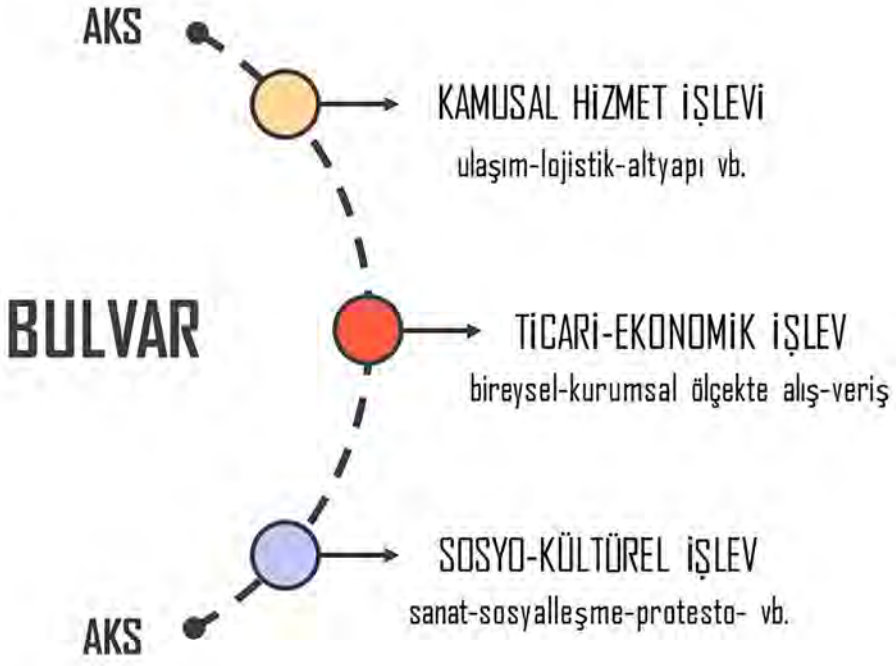 AKS
KAMUSAL HİZMET İŞLEVİ
ulaşım-lojistik-altyapı vb.
BULVAR
TİCARİ-EKONOMİK İŞLEV
bireysel-kurumsal ölçekte alış-veriş
SOSYO-KÜLTÜREL İŞLEV
sanat-sosyalleşme-protesto- vb.
AKS